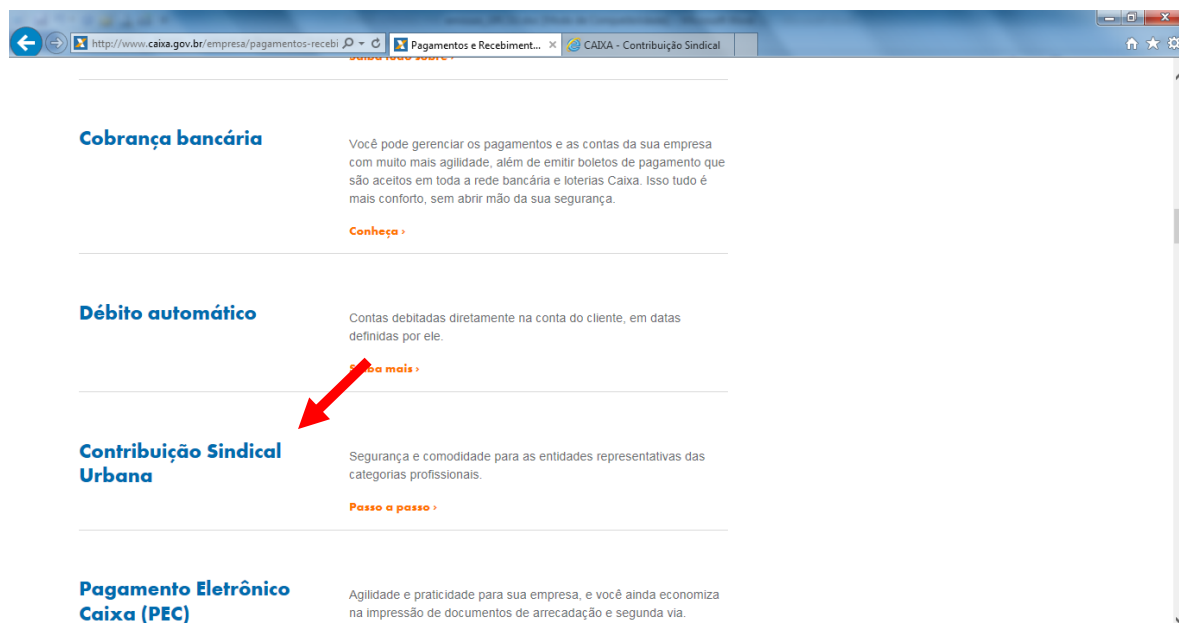 http://www.caixa.gov.br/empresa/pagamentos-recebi
Pagamentos e Recebiment...
CAIXA - Contribuição Sindical
Saiba tudo sobre ›
Cobrança bancária
Você pode gerenciar os pagamentos e as contas da sua empresa
com muito mais agilidade, além de emitir boletos de pagamento que
são aceitos em toda a rede bancária e loterias Caixa. Isso tudo é
mais conforto, sem abrir mão da sua segurança.
Conheça ›
Débito automático
Contas debitadas diretamente na conta do cliente, em datas
definidas por ele.
Saiba mais ›
Contribuição Sindical
Urbana
Segurança e comodidade para as entidades representativas das
categorias profissionais.
Passo a passo ›
Pagamento Eletrônico
Caixa (PEC)
Agilidade e praticidade para sua empresa, e você ainda economiza
na impressão de documentos de arrecadação e segunda via.